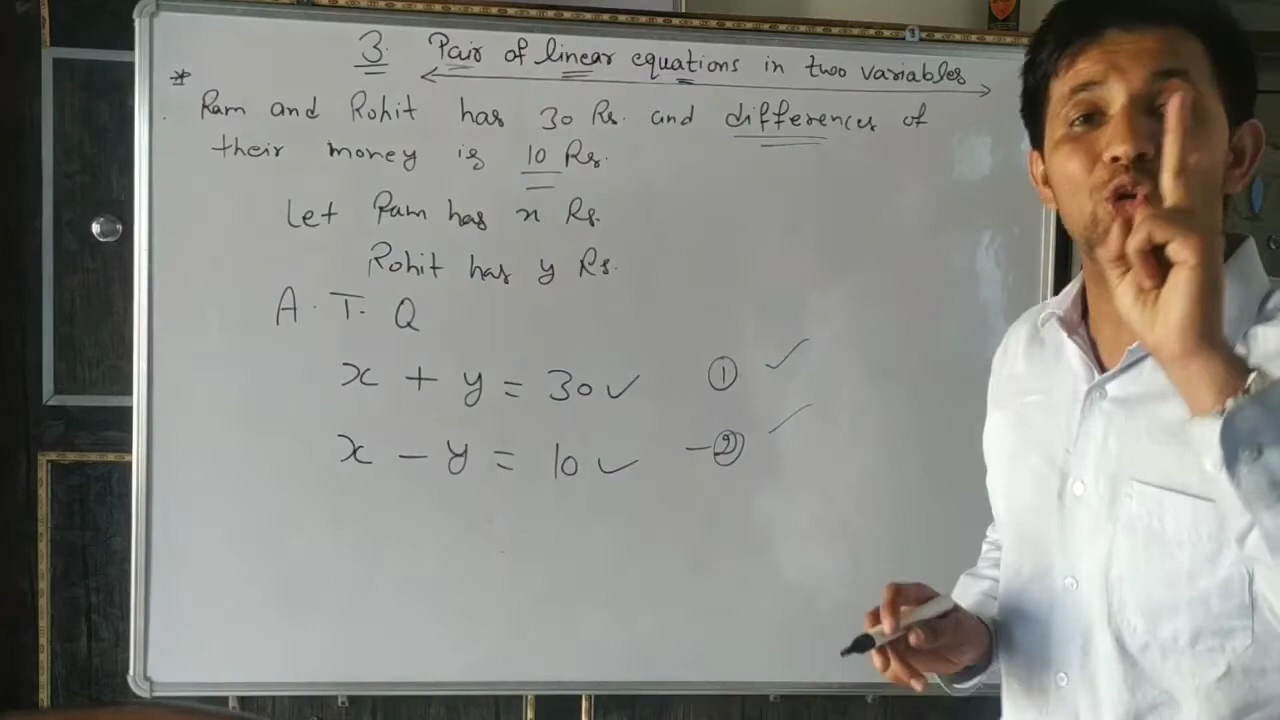 3. Pair of linear equations in two variables
* Ram and Rohit has 30 Rs. and differences of
their money is 10 Rs.
Let Ram has x Rs.
Rohit has y Rs.
A. T. Q
x + y = 30 ✓ ① ✓
x - y = 10 ✓ -② ✓